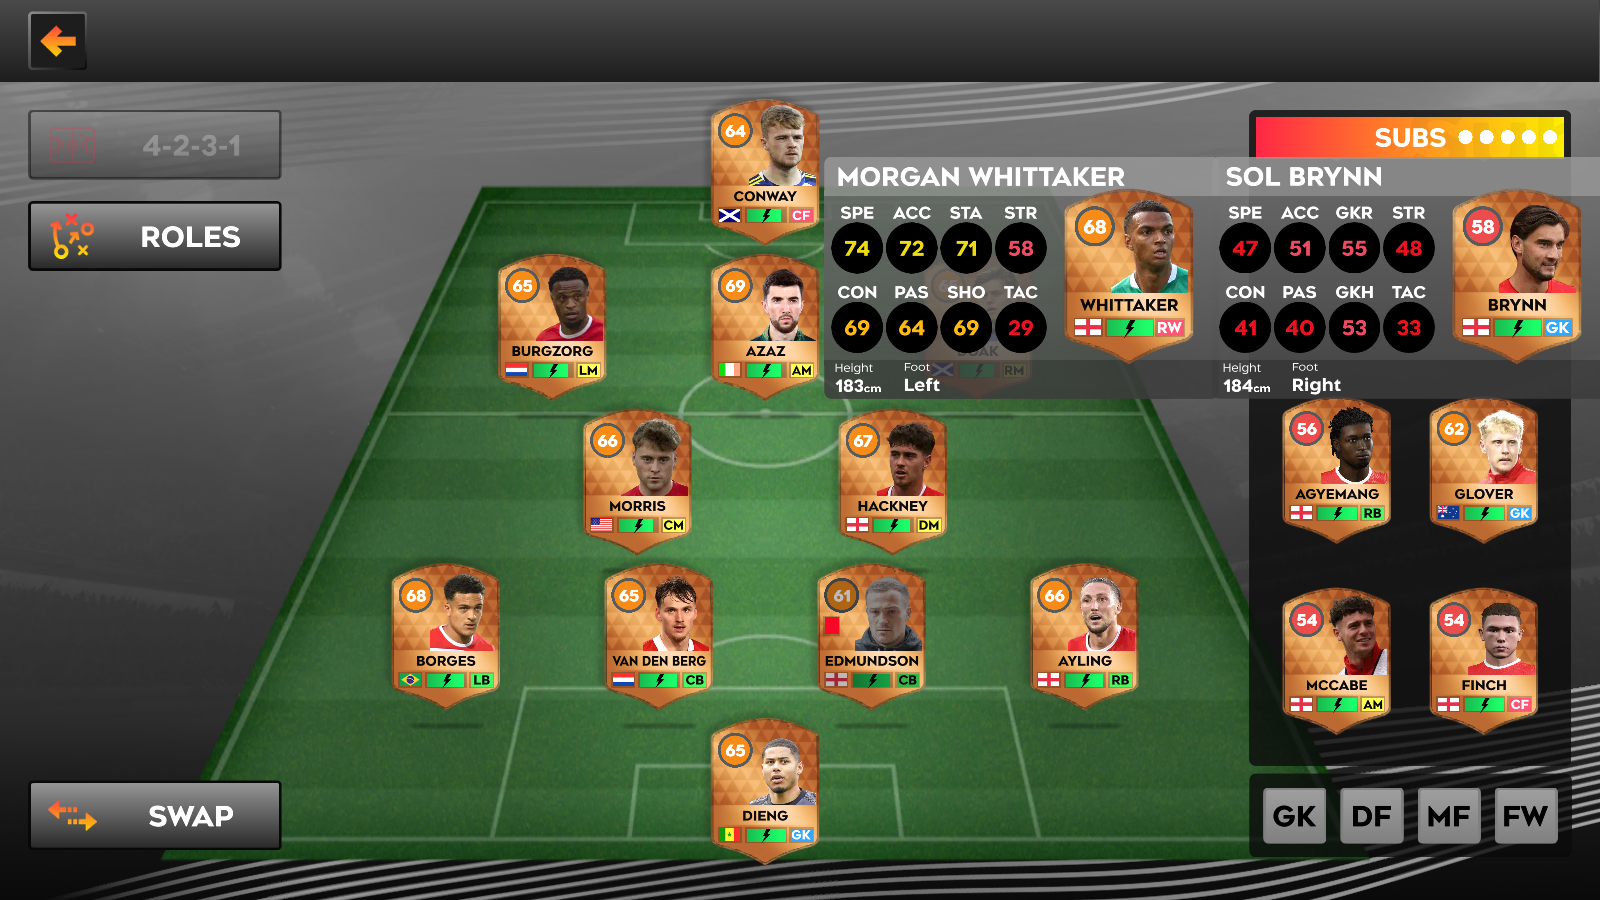 4-2-3-1
ROLES
SWAP
64
CONWAY
CF
65
BURGZORG
LM
69
AZAZ
AM
DOAK
RM
66
MORRIS
CM
67
HACKNEY
DM
68
BORGES
LB
65
VAN DEN BERG
CB
61
EDMUNDSON
CB
66
AYLING
RB
65
DIENG
GK
SUBS
MORGAN WHITTAKER
SPE ACC STA STR
74 72 71 58
CON PAS SHO TAC
69 64 69 29
Height Foot
183cm Left
68
WHITTAKER
RW
SOL BRYNN
SPE ACC GKR STR
47 51 55 48
CON PAS GKH TAC
41 40 53 33
Height Foot
184cm Right
58
BRYNN
GK
56
AGYEMANG
RB
62
GLOVER
GK
54
MCCABE
AM
54
FINCH
CF
GK DF MF FW